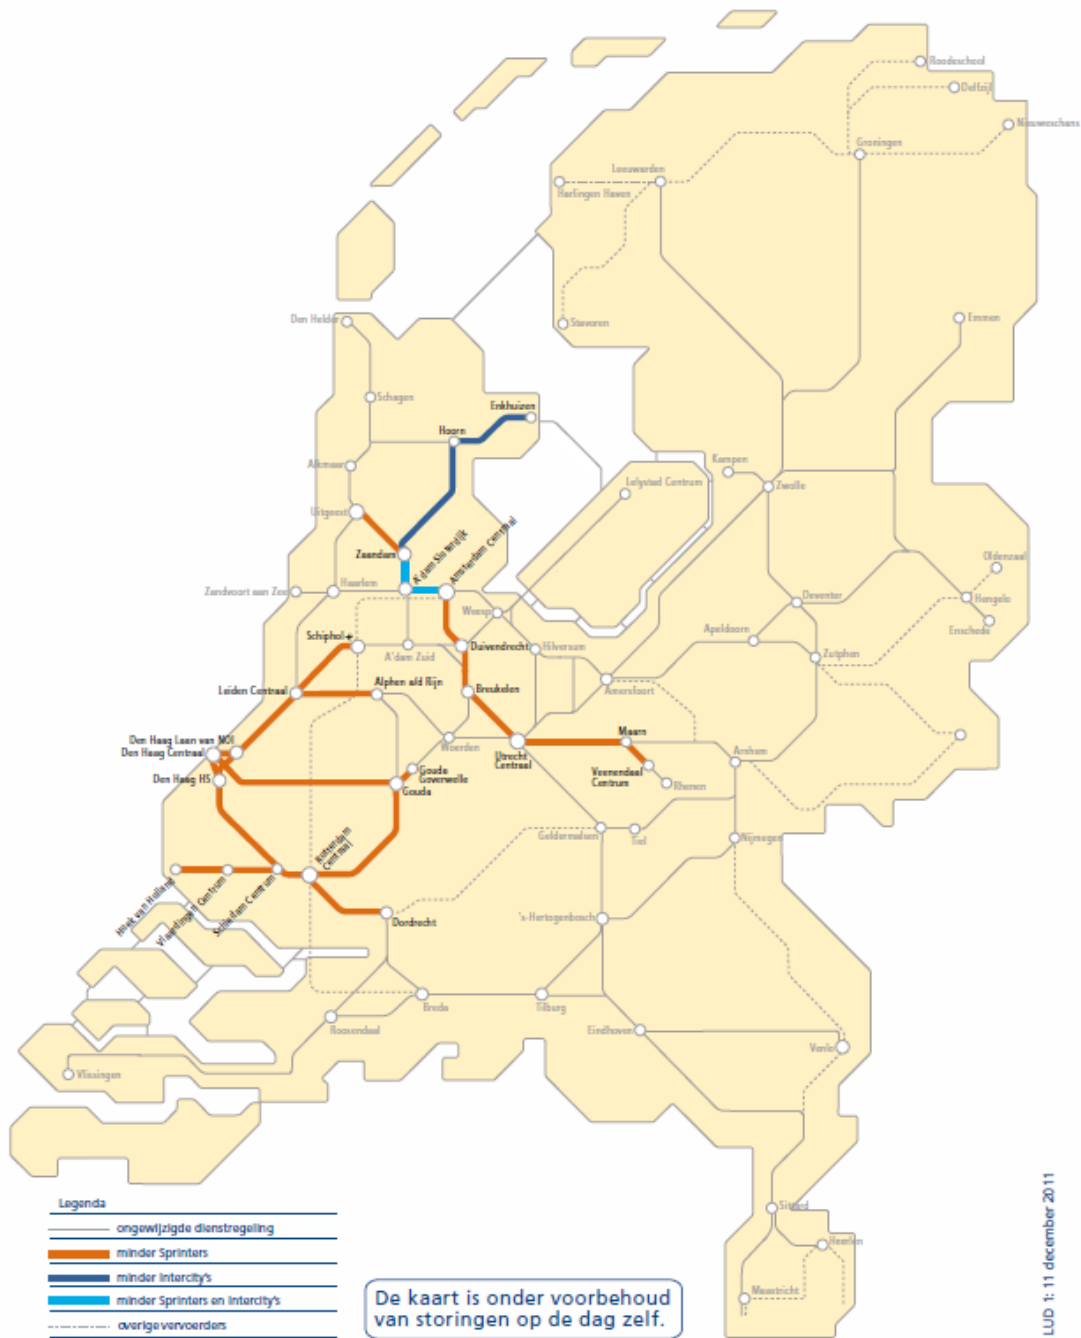 Roodeschool
Delfzijl
Nieuweschans
Groningen
Leeuwarden
Harlingen Haven
Stavoren
Den Helder
Emmen
Schagen
Enkhuizen
Hoorn
Alkmaar
Kampen
Zwolle
Lelystad Centrum
Uitgeest
Zaandam
A'dam Sloterdijk
Amsterdam Centraal
Oldenzaal
Zandvoort aan Zee
Haarlem
Weesp
Deventer
Hengelo
Enschede
Schiphol
A'dam Zuid
Duivendrecht
Hilversum
Apeldoorn
Zutphen
Leiden Centraal
Alphen a/d Rijn
Breukelen
Amersfoort
Den Haag Laan van NOI
Den Haag Centraal
Woerden
Utrecht
Centraal
Maarn
Arnhem
Den Haag HS
Gouda
Goverwelle
Gouda
Veenendaal
Centrum
Rhenen
Geldermalsen
Tiel
Nijmegen
Rotterdam
Centraal
Hoek van Holland
Vlaardingen Centrum
Schiedam Centrum
Dordrecht
's-Hertogenbosch
Breda
Tilburg
Roosendaal
Eindhoven
Venlo
Vlissingen
Sittard
Heerlen
Maastricht
Legenda
ongewijzigde dienstregeling
minder Sprinters
minder Intercity's
minder Sprinters en Intercity's
overige vervoerders
De kaart is onder voorbehoud
van storingen op de dag zelf.
LUD 1: 11 december 2011